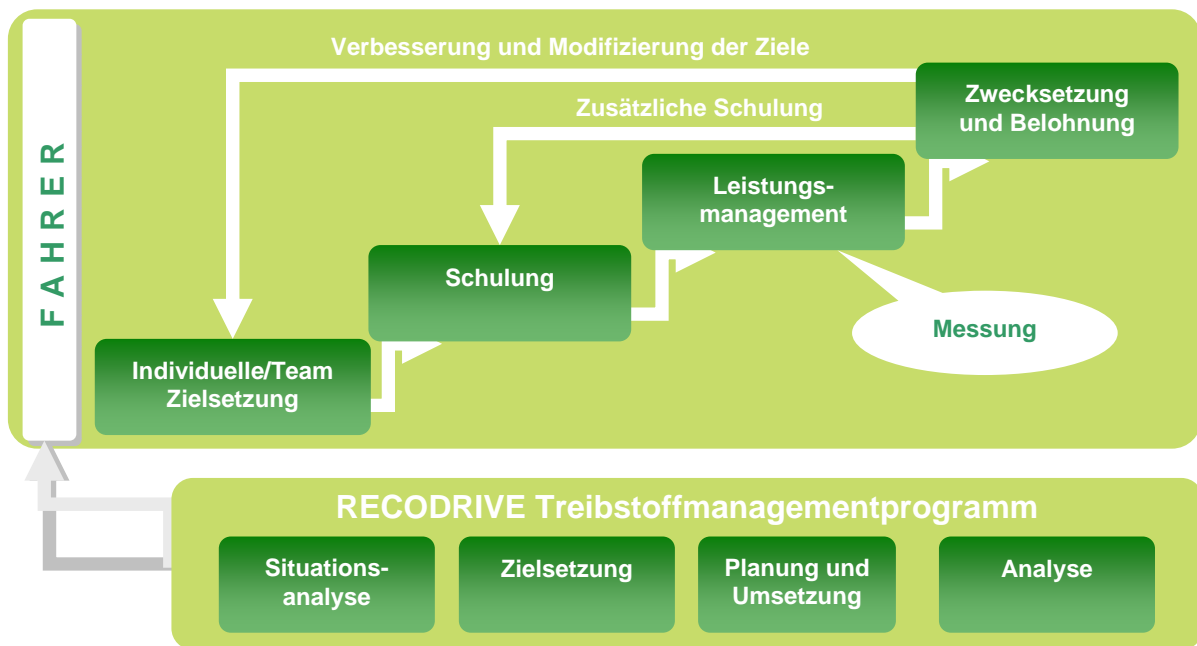 FAHRER
Verbesserung und Modifizierung der Ziele
Zwecksetzung
und Belohnung
Zusätzliche Schulung
Leistungs-
management
Schulung
Messung
Individuelle/Team
Zielsetzung
RECODRIVE Treibstoffmanagementprogramm
Situations-
analyse
Zielsetzung
Planung und
Umsetzung
Analyse